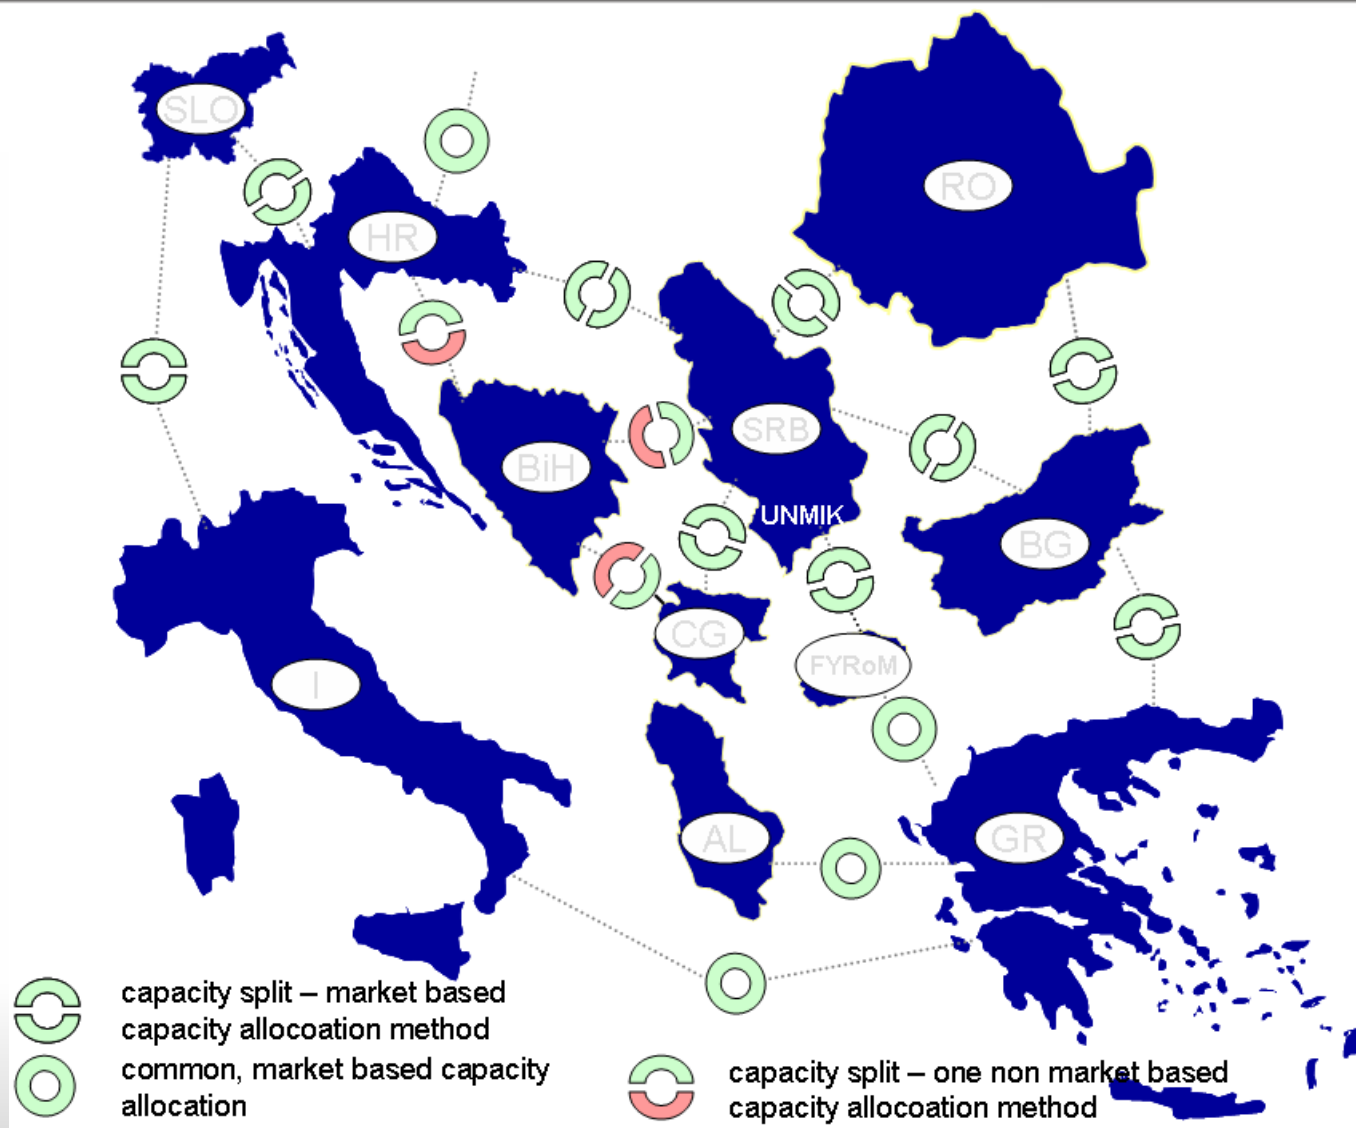 SLO
RO
HR
SRB
BiH
UNMIK
BG
CG
FYRoM
I
AL
GR
capacity split – market based
capacity allocoation method
common, market based capacity
allocation
capacity split – one non market based
capacity allocoation method